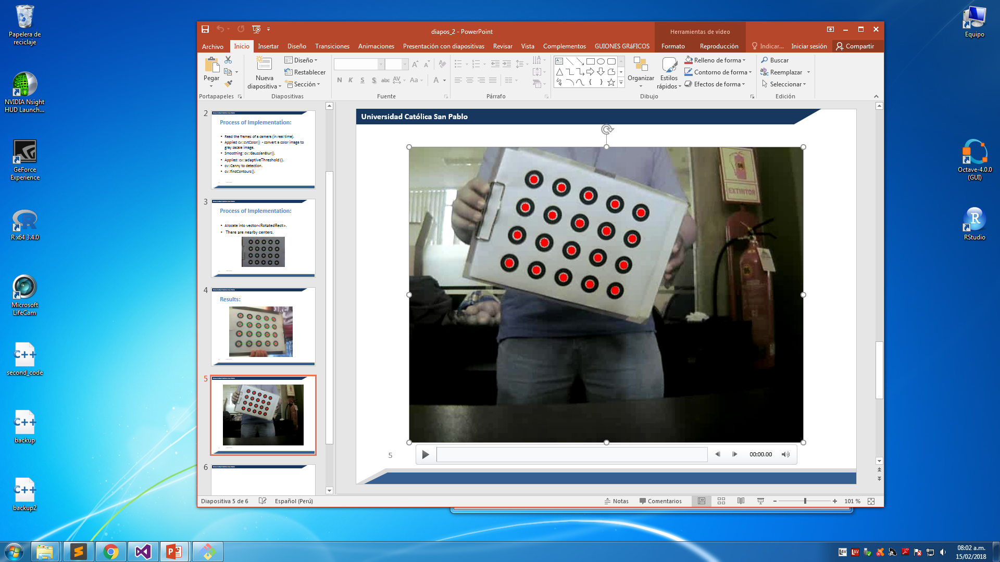 Papelera de
reciclaje
NVIDIA Nsight
HUD Launch...
GeForce
Experience
R x64 3.4.0
Microsoft
LifeCam
second_code
backup
backup2
Equipo
Octave-4.0.0
(GUI)
RStudio
diapos_2 - PowerPoint
Herramientas de vídeo
Archivo
Inicio
Insertar
Diseño
Transiciones
Animaciones
Presentación con diapositivas
Revisar
Vista
Complementos
GUIONES GRáFICOS
Formato
Reproducción
Indicar...
Iniciar sesión
Compartir
Pegar
Portapapeles
Nueva
diapositiva
Diseño
Restablecer
Sección
Diapositivas
N K S S abc AV Aa A
Fuente
Párrafo
Organizar
Estilos
rápidos
Relleno de forma
Contorno de forma
Efectos de forma
Dibujo
Buscar
Reemplazar
Seleccionar
Edición
2
Process of Implementation:
• Read the frames of a camera (in real time).
• Applied cv::cvtColor() - convert a color image to
gray sacale image.
• Smoothing: cv::GaussianBlur().
• Applied: cv::adaptiveThreshold ().
• cv::Canny to detection.
• cv::findContours().
3
Process of Implementation:
• Allocate into vector<RotatedRect>.
• There are nearby centers.
4
Results:
5
6
Universidad Católica San Pablo
EXTINTOR
5
00:00.00
Diapositiva 5 de 6
Español (Perú)
Notas
Comentarios
101 %
08:02 a.m.
15/02/2018